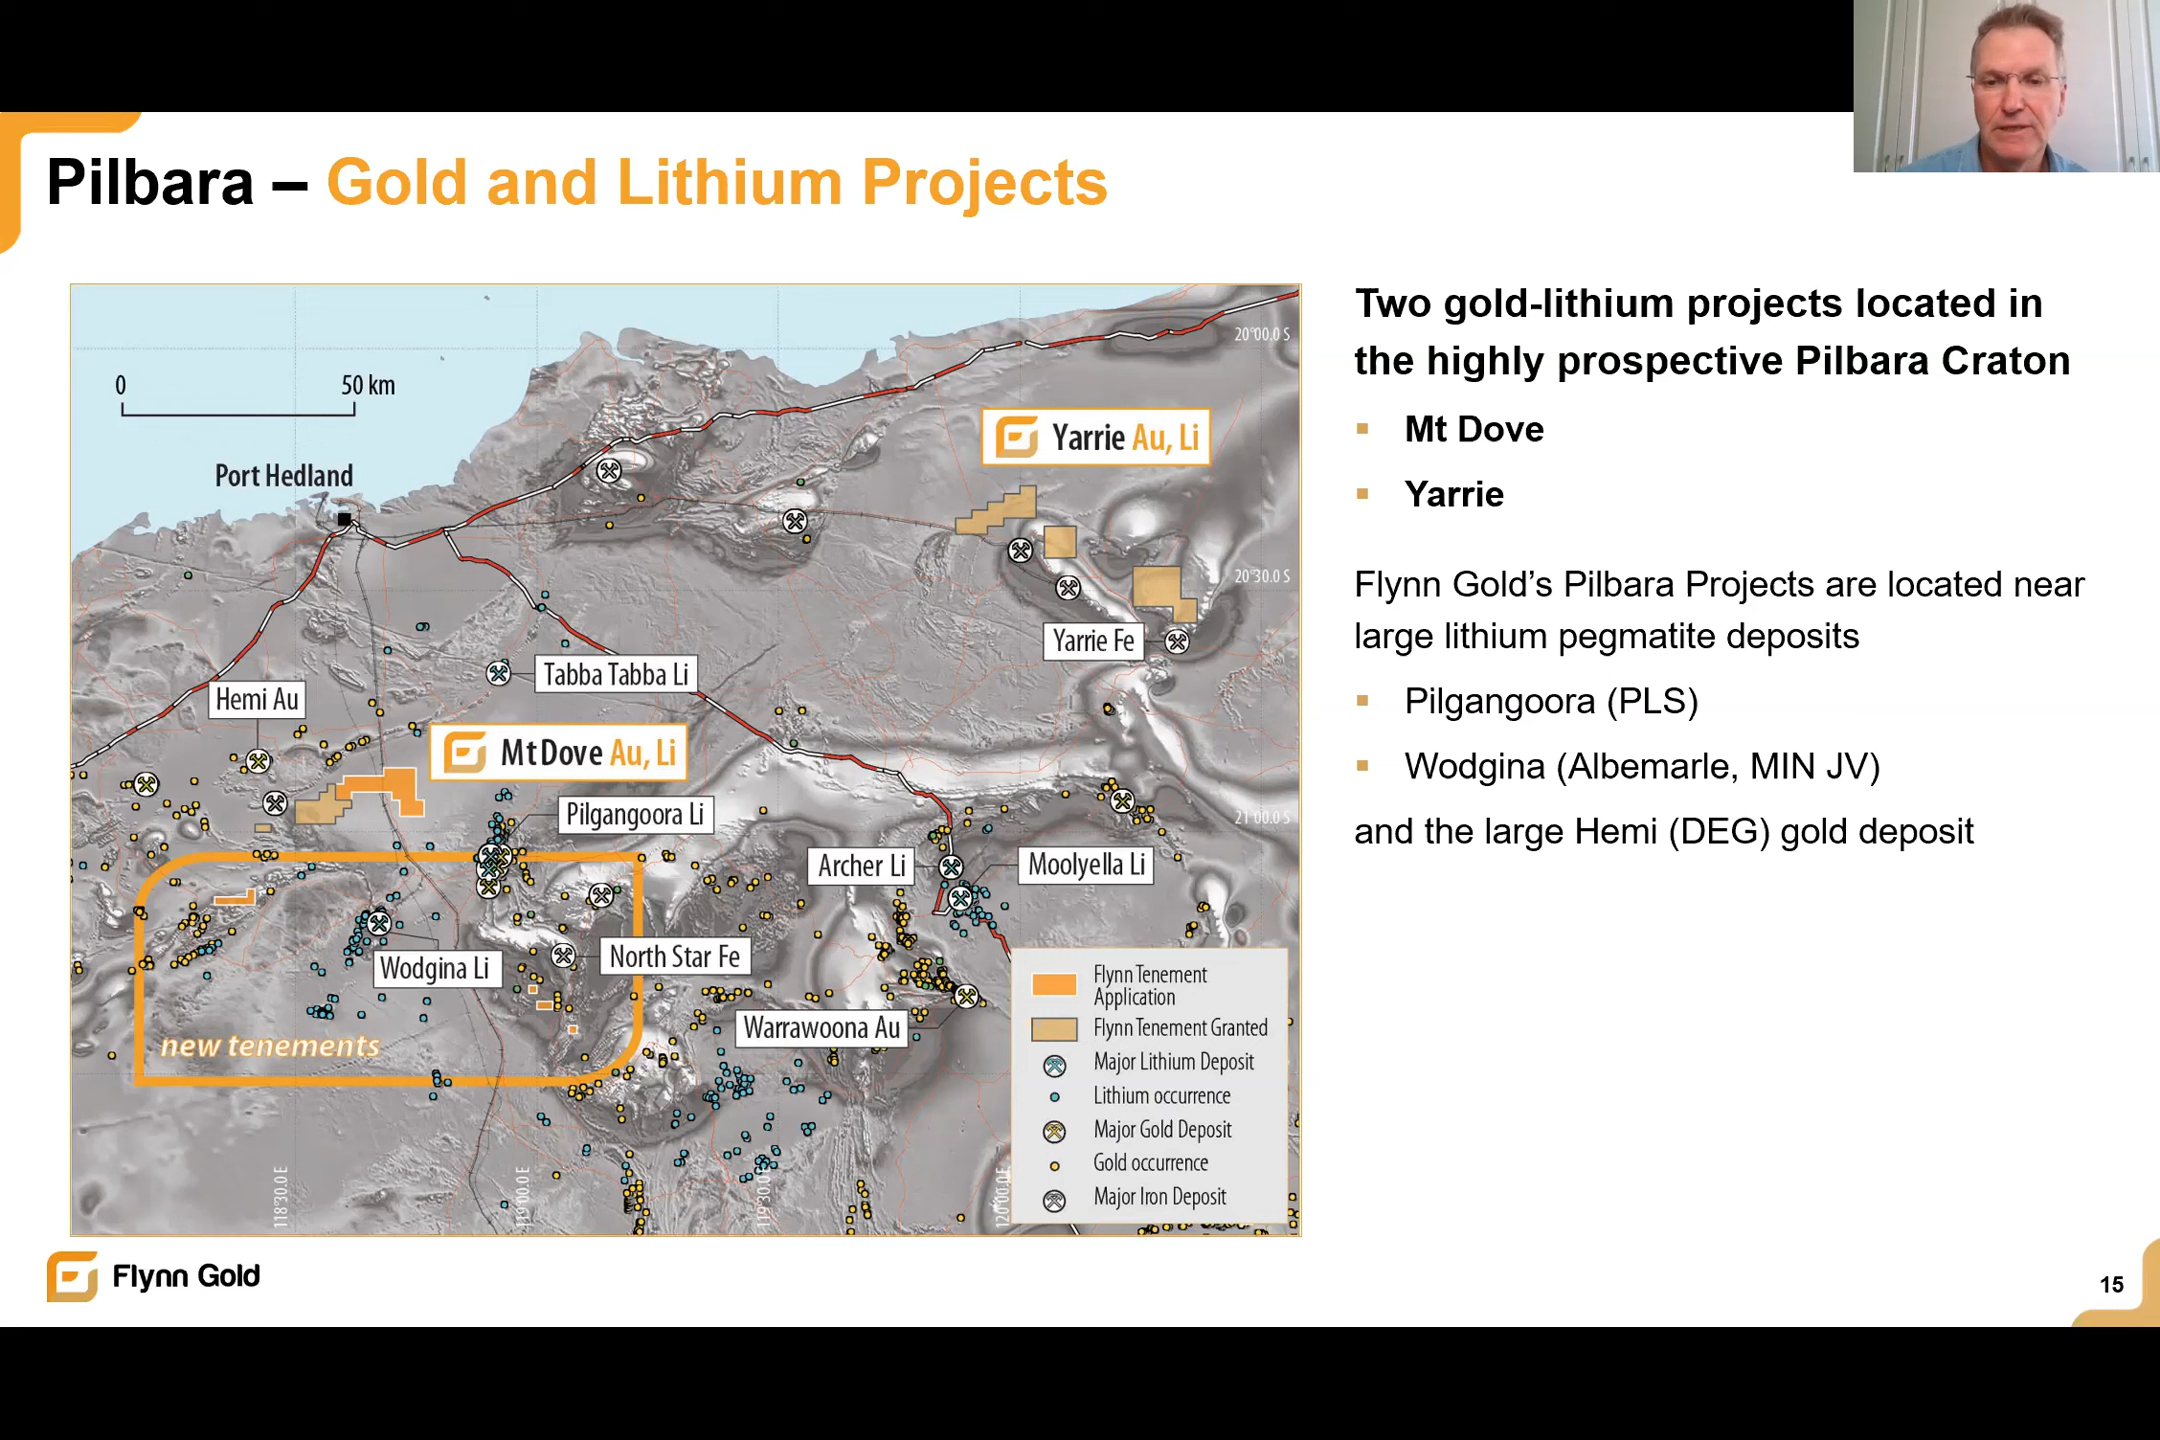 Pilbara – Gold and Lithium Projects
0
50 km
Port Hedland
20°00.0 S
Yarrie Au, Li
20°30.0 S
Yarrie Fe
Tabba Tabba Li
Hemi Au
Mt Dove Au, Li
Pilgangoora Li
21°00.0 S
Archer Li
Moolyella Li
Wodgina Li
North Star Fe
Warrawoona Au
new tenements
118°30.0 E
119°00.0 E
119°30.0 E
120°00.0 E
Flynn Tenement
Application
Flynn Tenement Granted
Major Lithium Deposit
Lithium occurrence
Major Gold Deposit
Gold occurrence
Major Iron Deposit
Two gold-lithium projects located in
the highly prospective Pilbara Craton
▪ Mt Dove
▪ Yarrie
Flynn Gold’s Pilbara Projects are located near
large lithium pegmatite deposits
▪ Pilgangoora (PLS)
▪ Wodgina (Albemarle, MIN JV)
and the large Hemi (DEG) gold deposit
Flynn Gold
15